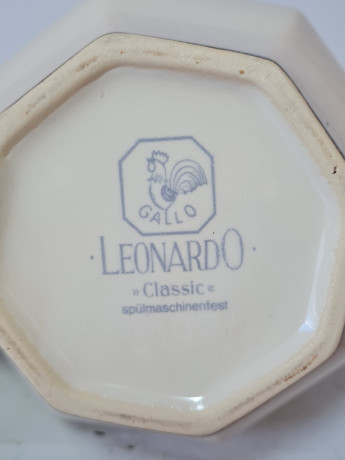 GALLO
· LEONARDO ·
» Classic «
spülmaschinenfest